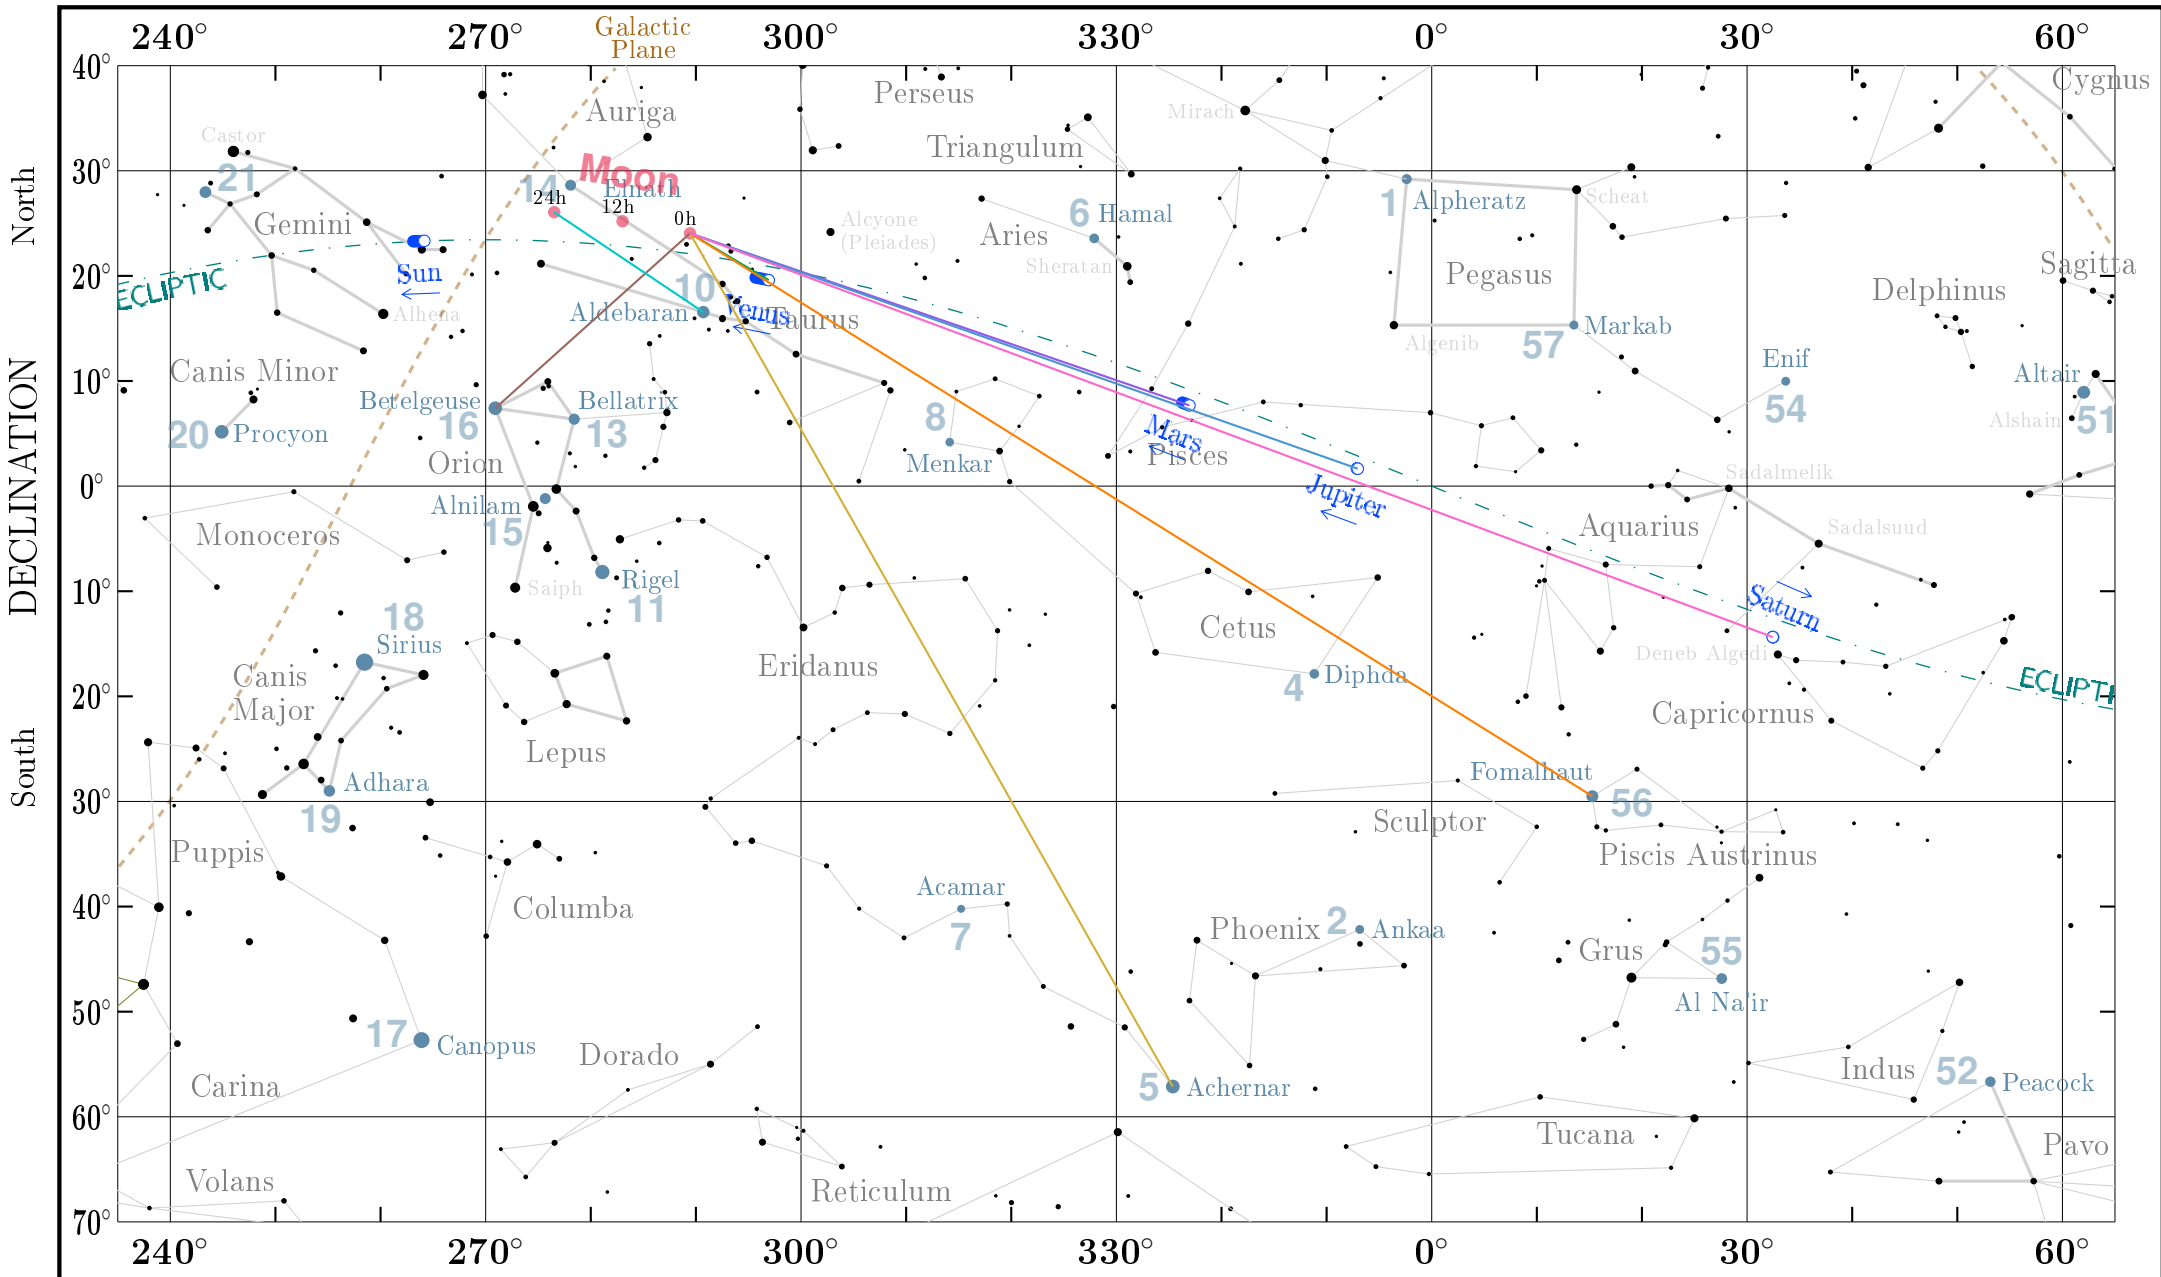 240° 270° 300° 330° 0° 30° 60°
Galactic
Plane
40°
30°
20°
10°
0°
10°
20°
30°
40°
50°
60°
70°
North
DECLINATION
South
Cygnus
Perseus
Auriga
Mirach
Castor
Triangulum
21
14
Moon
Elnath
24h
12h
0h
1
Alpheratz
Scheat
6
Hamal
Alcyone
(Pleiades)
Gemini
Aries
Sheratan
Pegasus
Sagitta
Sun
ECLIPTIC
10
Aldebaran
Venus
Taurus
Delphinus
Alhena
Algenib
57
Markab
Enif
54
Altair
51
Alshain
Canis Minor
20
Procyon
Betelgeuse
16
Bellatrix
13
Orion
8
Menkar
Mars
Pisces
Jupiter
Sadalmelik
Alnilam
15
Monoceros
Aquarius
Sadalsuud
Saiph
Rigel
11
Saturn
18
Sirius
Cetus
Eridanus
Deneb Algedi
Canis
Major
4
Diphda
ECLIPTI
Capricornus
Lepus
Adhara
19
Fomalhaut
56
Sculptor
Puppis
Piscis Austrinus
Columba
Acamar
7
Phoenix
2
Ankaa
Grus
55
Al Na'ir
17
Canopus
Dorado
Carina
5
Achernar
Indus
52
Peacock
Tucana
Pavo
Volans
Reticulum
240° 270° 300° 330° 0° 30° 60°